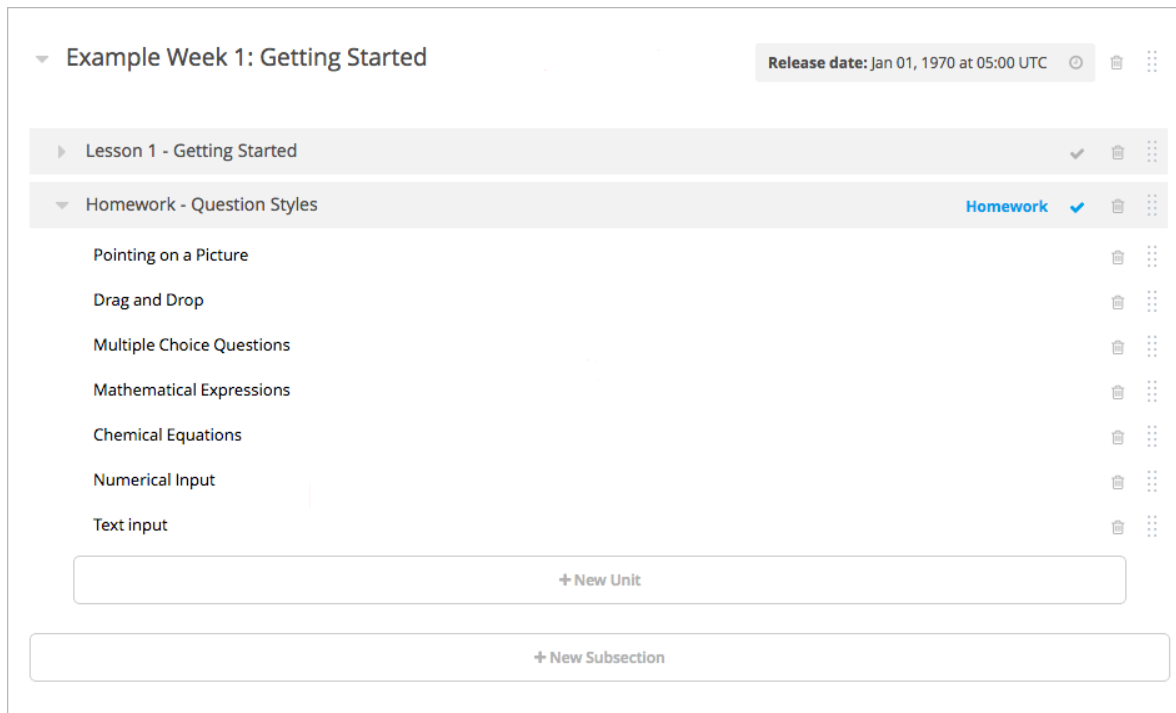 Example Week 1: Getting Started
Release date: Jan 01, 1970 at 05:00 UTC
Lesson 1 - Getting Started
Homework - Question Styles
Homework
Pointing on a Picture
Drag and Drop
Multiple Choice Questions
Mathematical Expressions
Chemical Equations
Numerical Input
Text input
+ New Unit
+ New Subsection